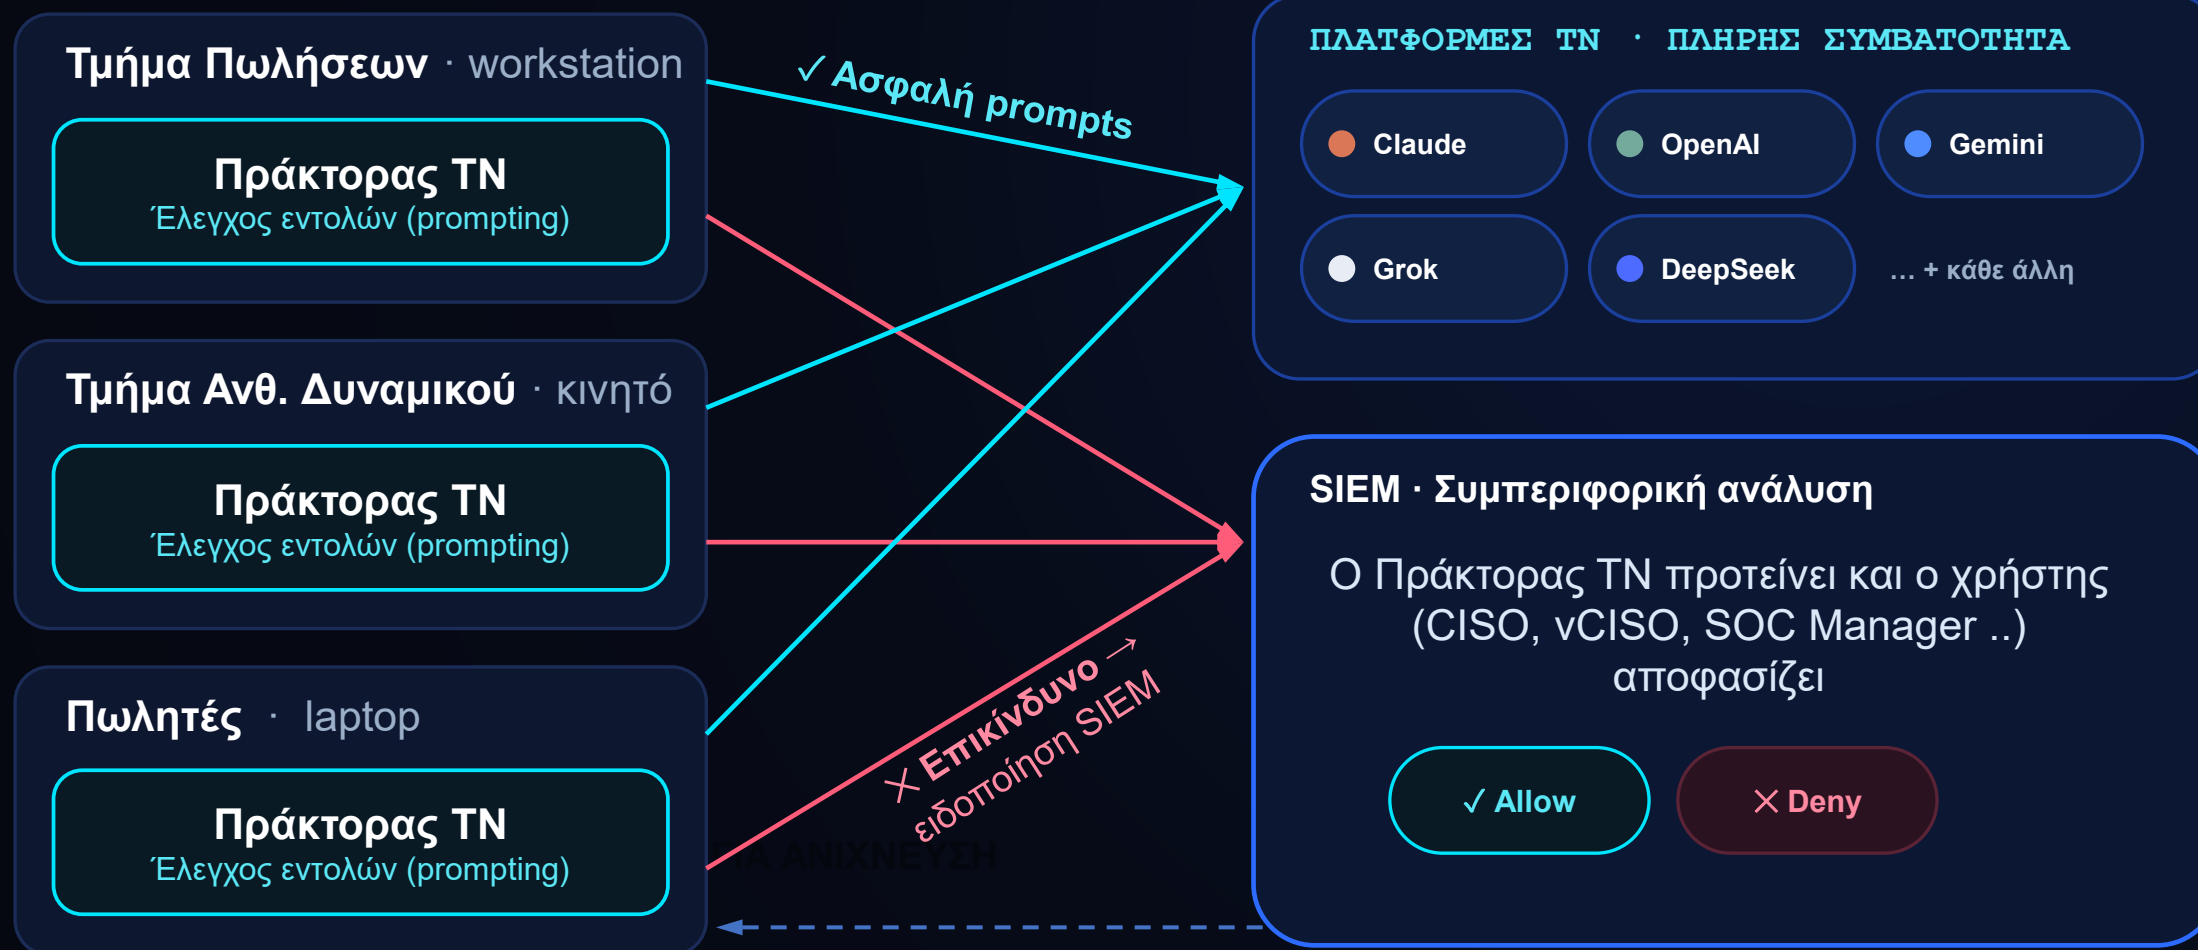 Τμήμα Πωλήσεων · workstation
Πράκτορας ΤΝ
Έλεγχος εντολών (prompting)
Τμήμα Ανθ. Δυναμικού · κινητό
Πράκτορας ΤΝ
Έλεγχος εντολών (prompting)
Πωλητές · laptop
Πράκτορας ΤΝ
Έλεγχος εντολών (prompting)
✓ Ασφαλή prompts
✕ Επικίνδυνο →
ειδοποίηση SIEM
ΑΝΙΧΝΕΥΣΗ
ΠΛΑΤΦΟΡΜΕΣ ΤΝ · ΠΛΗΡΗΣ ΣΥΜΒΑΤΟΤΗΤΑ
Claude
OpenAI
Gemini
Grok
DeepSeek
... + κάθε άλλη
SIEM · Συμπεριφορική ανάλυση
Ο Πράκτορας ΤΝ προτείνει και ο χρήστης
(CISO, vCISO, SOC Manager ..)
αποφασίζει
✓ Allow
✕ Deny